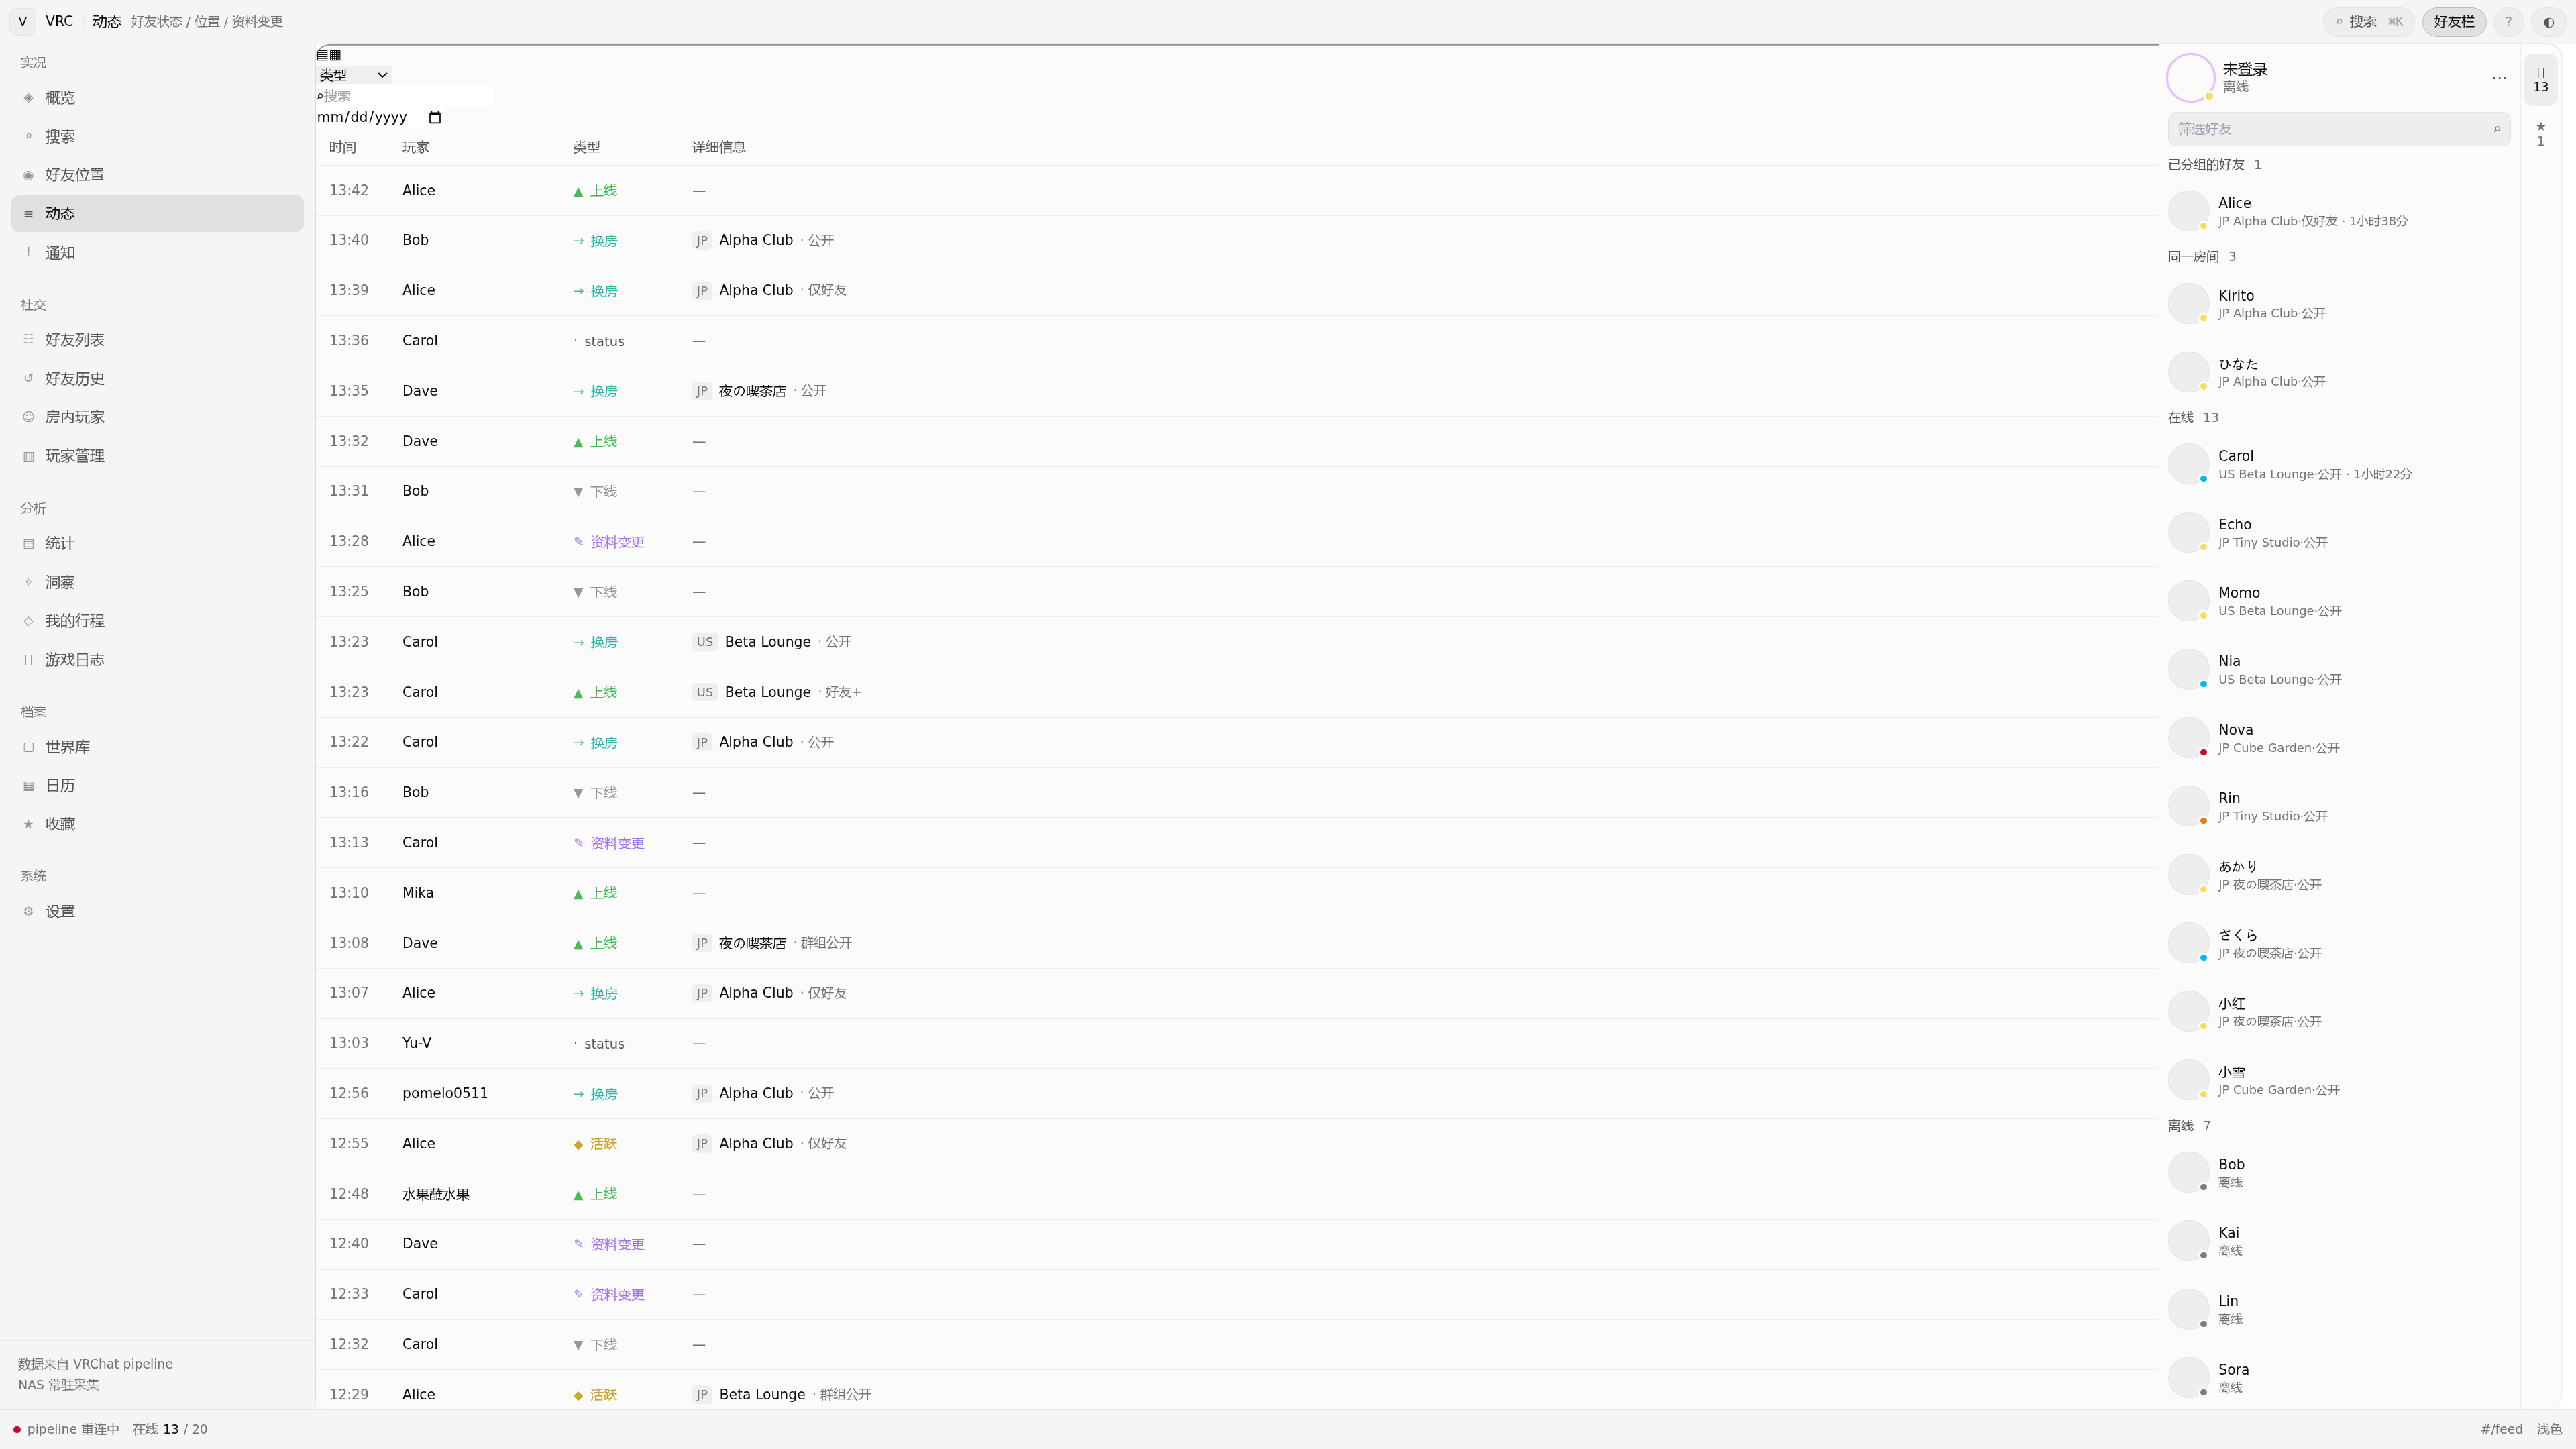 V VRC 动态 好友状态 / 位置 / 资料变更
搜索 ⌘K 好友栏 ?
实况
概览
搜索
好友位置
动态
通知
社交
好友列表
好友历史
房内玩家
玩家管理
分析
统计
洞察
我的行程
游戏日志
档案
世界库
日历
收藏
系统
设置
数据来自 VRChat pipeline
NAS 常驻采集
类型
搜索
mm/dd/yyyy
时间 玩家 类型 详细信息
13:42 Alice ▲ 上线 —
13:40 Bob → 换房 JP Alpha Club · 公开
13:39 Alice → 换房 JP Alpha Club · 仅好友
13:36 Carol · status —
13:35 Dave → 换房 JP 夜の喫茶店 · 公开
13:32 Dave ▲ 上线 —
13:31 Bob ▼ 下线 —
13:28 Alice ✎ 资料变更 —
13:25 Bob ▼ 下线 —
13:23 Carol → 换房 US Beta Lounge · 公开
13:23 Carol ▲ 上线 US Beta Lounge · 好友+
13:22 Carol → 换房 JP Alpha Club · 公开
13:16 Bob ▼ 下线 —
13:13 Carol ✎ 资料变更 —
13:10 Mika ▲ 上线 —
13:08 Dave ▲ 上线 JP 夜の喫茶店 · 群组公开
13:07 Alice → 换房 JP Alpha Club · 仅好友
13:03 Yu-V · status —
12:56 pomelo0511 → 换房 JP Alpha Club · 公开
12:55 Alice ◆ 活跃 JP Alpha Club · 仅好友
12:48 水果蘸水果 ▲ 上线 —
12:40 Dave ✎ 资料变更 —
12:33 Carol ✎ 资料变更 —
12:32 Carol ▼ 下线 —
12:29 Alice ◆ 活跃 JP Beta Lounge · 群组公开
未登录
离线
…
筛选好友
已分组的好友 1
Alice
JP Alpha Club·仅好友 · 1小时38分
同一房间 3
Kirito
JP Alpha Club·公开
ひなた
JP Alpha Club·公开
在线 13
Carol
US Beta Lounge·公开 · 1小时22分
Echo
JP Tiny Studio·公开
Momo
US Beta Lounge·公开
Nia
US Beta Lounge·公开
Nova
JP Cube Garden·公开
Rin
JP Tiny Studio·公开
あかり
JP 夜の喫茶店·公开
さくら
JP 夜の喫茶店·公开
小红
JP 夜の喫茶店·公开
小雪
JP Cube Garden·公开
离线 7
Bob
离线
Kai
离线
Lin
离线
Sora
离线
13
★
1
pipeline 重连中 在线 13 / 20
#/feed 浅色